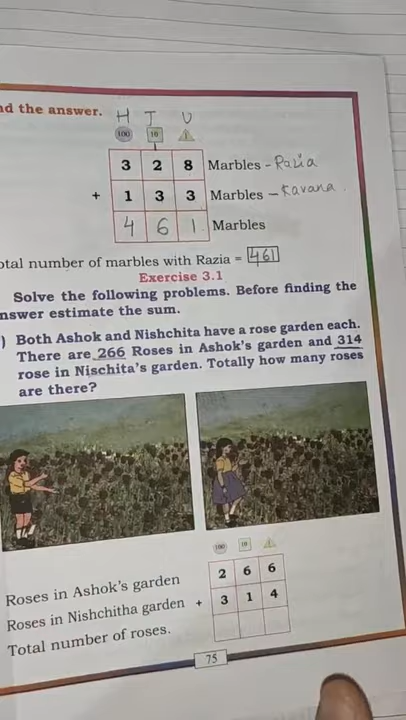 nd the answer.
H T U
100 10 1
1
3 2 8 Marbles - Razia
+ 1 3 3 Marbles - Ravana
4 6 1 Marbles
otal number of marbles with Razia = 461
Exercise 3.1
Solve the following problems. Before finding the
nswer estimate the sum.
) Both Ashok and Nishchita have a rose garden each.
There are 266 Roses in Ashok's garden and 314
rose in Nischita's garden. Totally how many roses
are there?
100 10 1
Roses in Ashok's garden 2 6 6
Roses in Nishchitha garden + 3 1 4
Total number of roses.
75